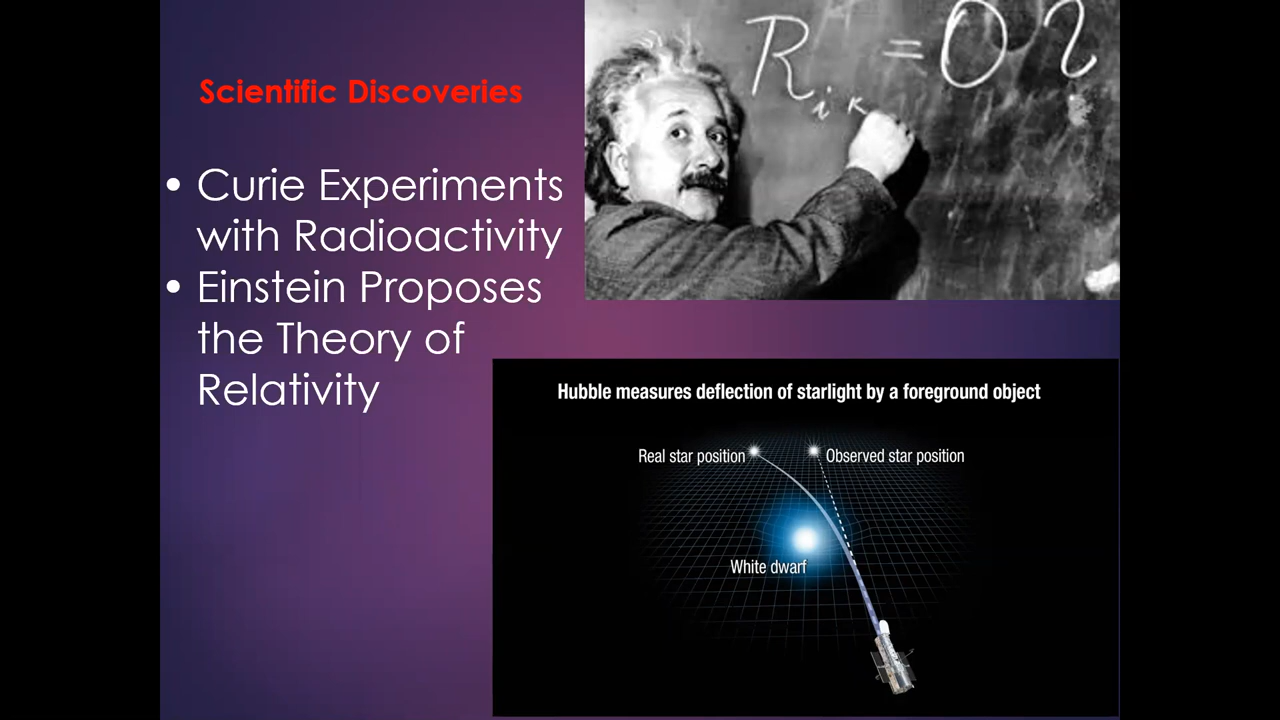 Scientific Discoveries
• Curie Experiments
with Radioactivity
• Einstein Proposes
the Theory of
Relativity
R i κ = 0 ?
Hubble measures deflection of starlight by a foreground object
Real star position
Observed star position
White dwarf